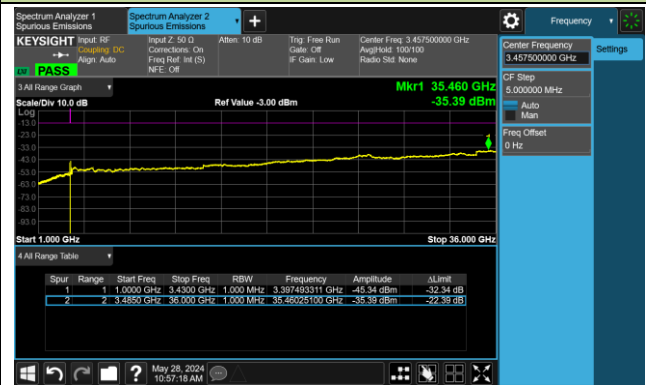 Spectrum Analyzer 1
Spurious Emissions
Spectrum Analyzer 2
Spurious Emissions
Frequency
KEYSIGHT
Input: RF
Coupling: DC
Align: Auto
Input Z: 50 Ω
Corrections: On
Freq Ref: Int (S)
NFE: Off
Atten: 10 dB
Trig: Free Run
Gate: Off
IF Gain: Low
Center Freq: 3.457500000 GHz
Avg|Hold: 100/100
Radio Std: None
PASS
Center Frequency
3.457500000 GHz
Settings
CF Step
5.000000 MHz
Auto
Man
Freq Offset
0 Hz
3 All Range Graph
Mkr1 35.460 GHz
Scale/Div 10.0 dB
Ref Value -3.00 dBm
-35.39 dBm
Log
-13.0
-23.0
-33.0
-43.0
-53.0
-63.0
-73.0
-83.0
-93.0
1
Start 1.000 GHz
Stop 36.000 GHz
4 All Range Table
Spur Range Start Freq Stop Freq RBW Frequency Amplitude ΔLimit
1 1 1.0000 GHz 3.4300 GHz 1.000 MHz 3.397493311 GHz -45.34 dBm -32.34 dB
2 2 3.4850 GHz 36.000 GHz 1.000 MHz 35.46025100 GHz -35.39 dBm -22.39 dB
May 28, 2024
10:57:18 AM